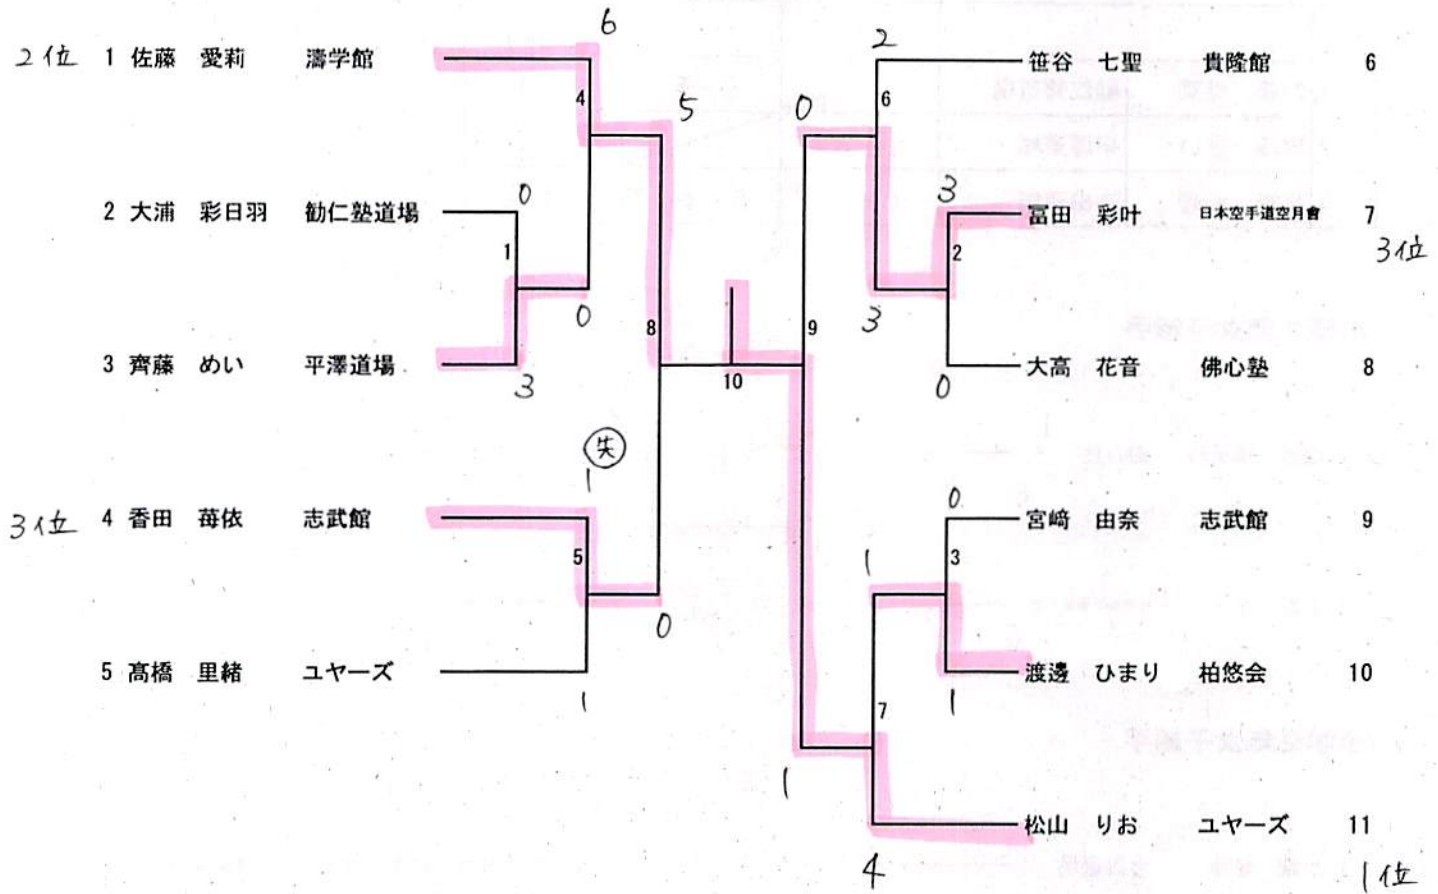 6
2
2位 1 佐藤 愛莉 濤学館
笹谷 七聖 貴隆館 6
4
5
0
6
0
3
2 大浦 彩日羽 勧仁塾道場
冨田 彩叶 日本空手道空月會 7
1
2
3位
0
3
8
9
3 齊藤 めい 平澤道場
大高 花音 佛心塾 8
3
10
0
失
1
0
3位 4 香田 苺依 志武館
宮﨑 由奈 志武館 9
5
1
3
0
5 髙橋 里緒 ユヤーズ
渡邊 ひまり 柏悠会 10
1
7
1
1
松山 りお ユヤーズ 11
4
1位